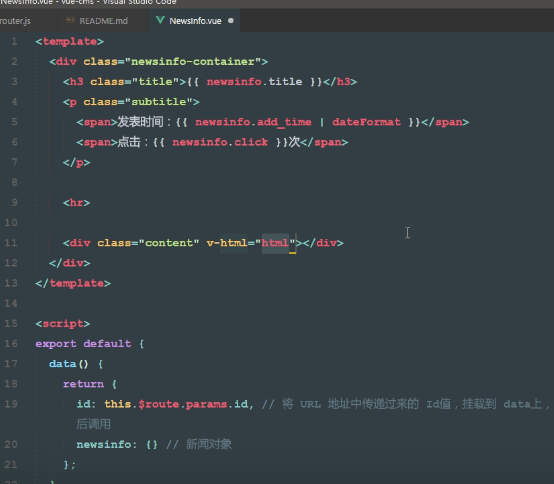 NewsInfo.vue - vue-cms - Visual Studio Code
router.js README.md NewsInfo.vue
1 <template>
2 <div class="newsinfo-container">
3 <h3 class="title">{{ newsinfo.title }}</h3>
4 <p class="subtitle">
5 <span>发表时间：{{ newsinfo.add_time | dateFormat }}</span>
6 <span>点击：{{ newsinfo.click }}次</span>
7 </p>
8
9 <hr>
10
11 <div class="content" v-html="html"></div>
12 </div>
13 </template>
14
15 <script>
16 export default {
17 data() {
18 return {
19 id: this.$route.params.id, // 将 URL 地址中传递过来的 Id值，挂载到 data上，
后调用
20 newsinfo: {} // 新闻对象
21 };